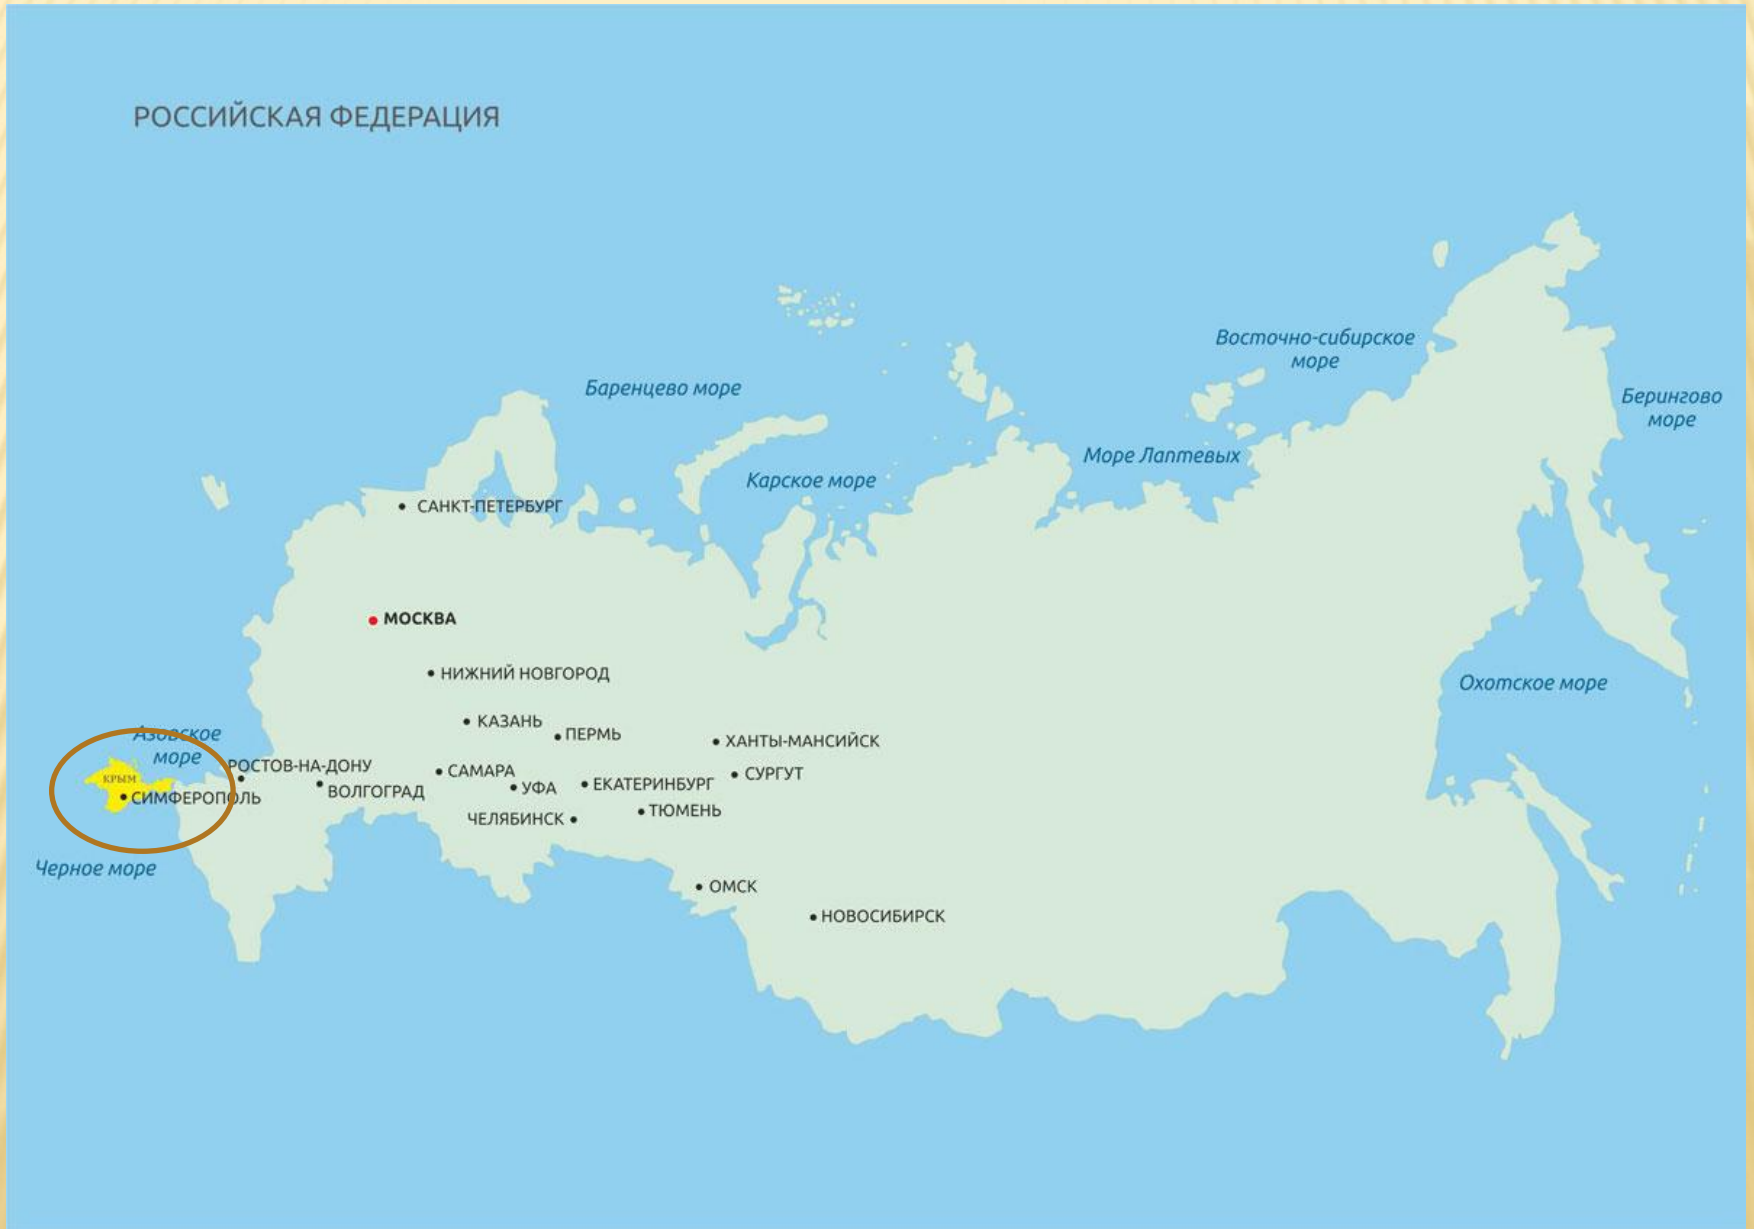 РОССИЙСКАЯ ФЕДЕРАЦИЯ
Восточно-сибирское
море
Баренцево море
Берингово
море
Море Лаптевых
Карское море
САНКТ-ПЕТЕРБУРГ
МОСКВА
НИЖНИЙ НОВГОРОД
Охотское море
КАЗАНЬ
Азовское
море
ПЕРМЬ
ХАНТЫ-МАНСИЙСК
РОСТОВ-НА-ДОНУ
САМАРА
СУРГУТ
КРЫМ
ЕКАТЕРИНБУРГ
УФА
ВОЛГОГРАД
СИМФЕРОПОЛЬ
ТЮМЕНЬ
ЧЕЛЯБИНСК
Черное море
ОМСК
НОВОСИБИРСК